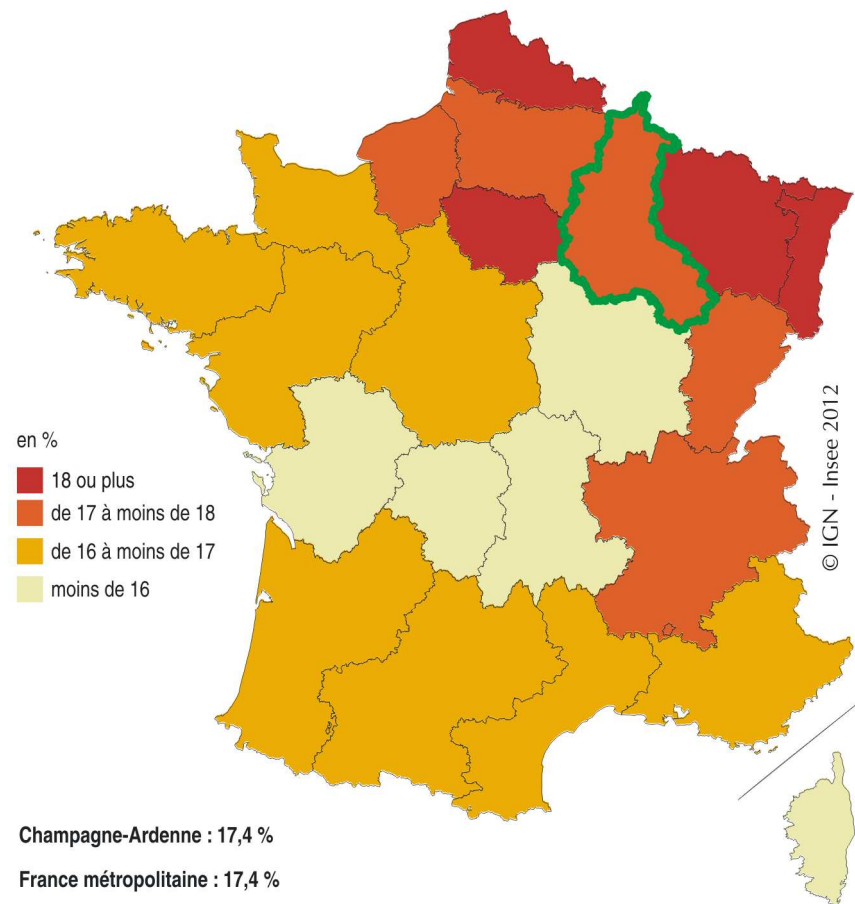 en %
18 ou plus
de 17 à moins de 18
de 16 à moins de 17
moins de 16
© IGN - Insee 2012
Champagne-Ardenne : 17,4 %
France métropolitaine : 17,4 %